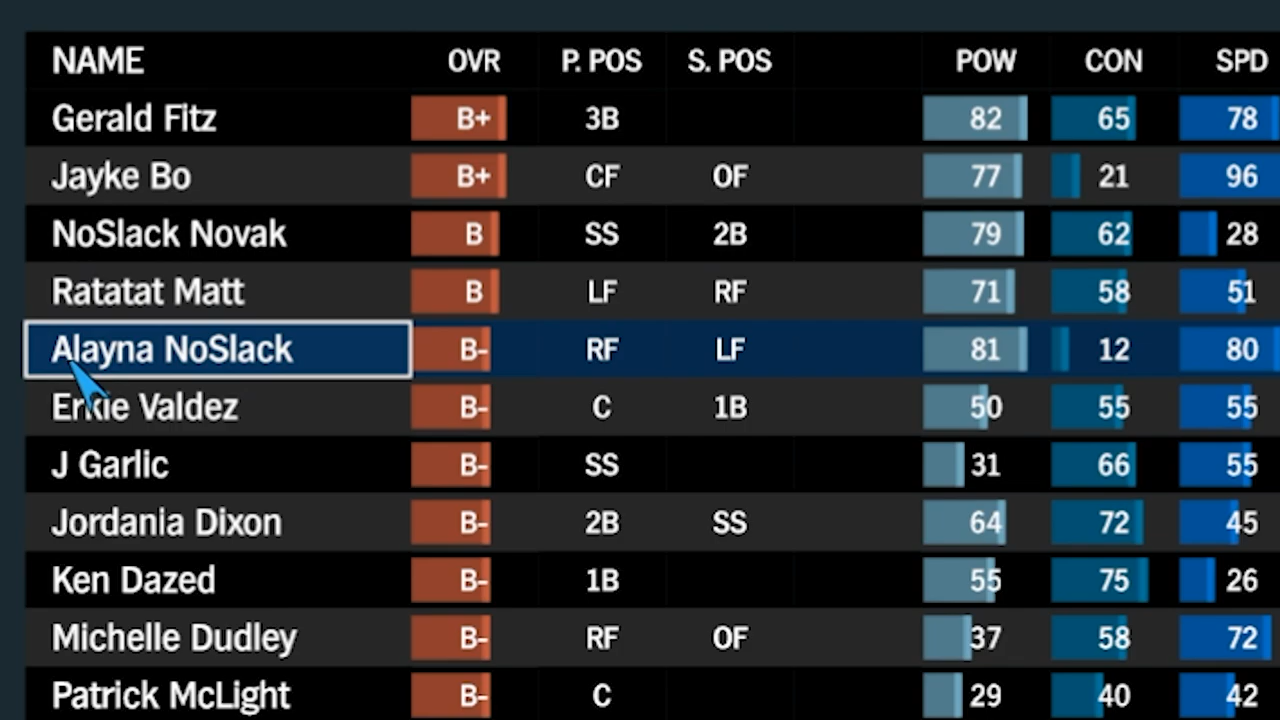 NAME OVR P. POS S. POS POW CON SPD
Gerald Fitz B+ 3B 82 65 78
Jayke Bo B+ CF OF 77 21 96
NoSlack Novak B SS 2B 79 62 28
Ratatat Matt B LF RF 71 58 51
Alayna NoSlack B- RF LF 81 12 80
Erkie Valdez B- C 1B 50 55 55
J Garlic B- SS 31 66 55
Jordania Dixon B- 2B SS 64 72 45
Ken Dazed B- 1B 55 75 26
Michelle Dudley B- RF OF 37 58 72
Patrick McLight B- C 29 40 42